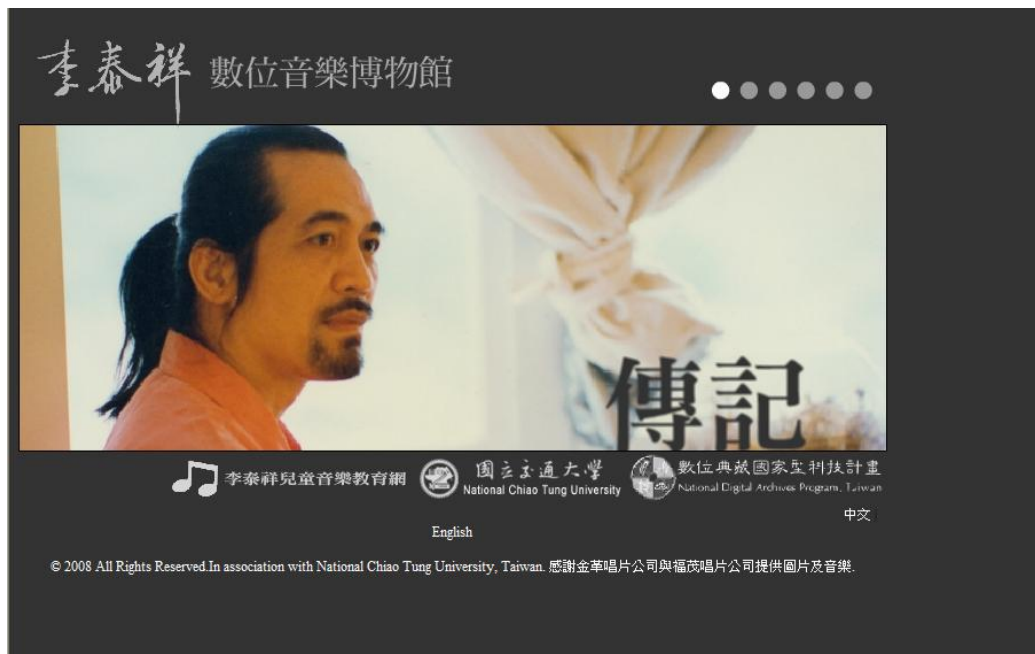 李泰祥 數位音樂博物館
傳記
李泰祥兒童音樂教育網
國立交通大學
National Chiao Tung University
數位典藏國家型科技計畫
National Digital Archives Program, Taiwan
中文 |
English
© 2008 All Rights Reserved.In association with National Chiao Tung University, Taiwan. 感謝金革唱片公司與福茂唱片公司提供圖片及音樂.